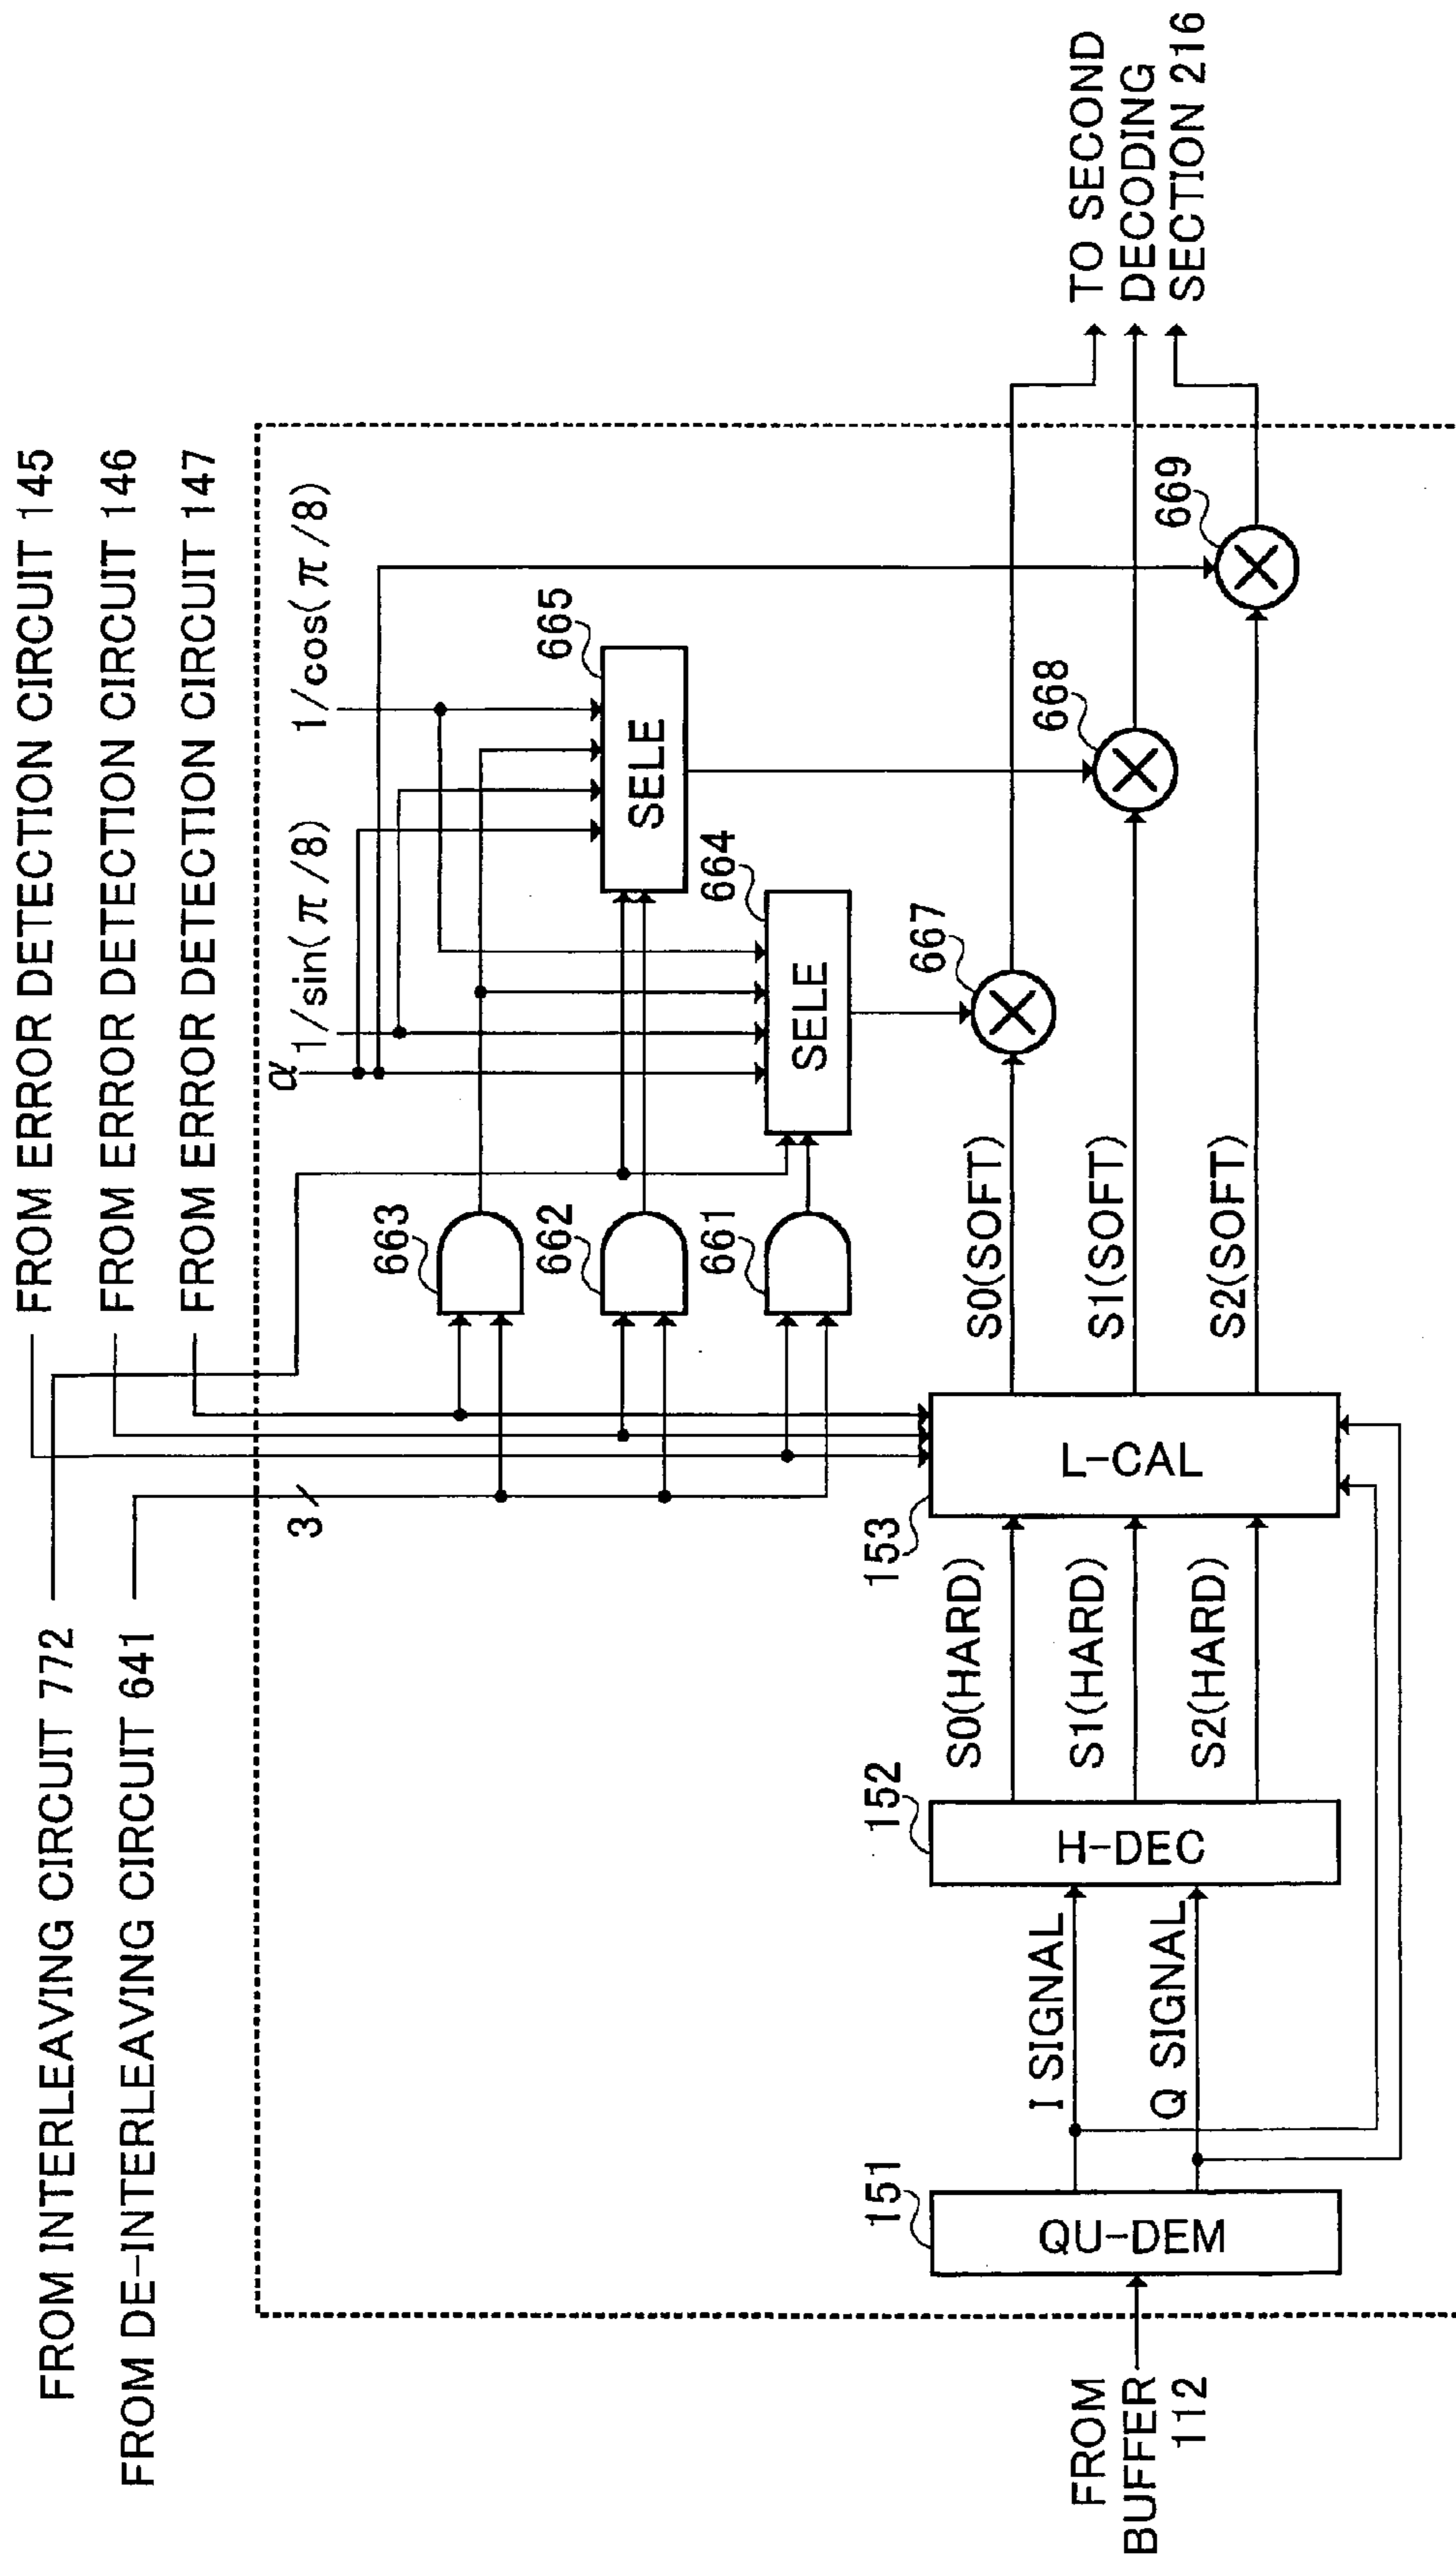 FROM ERROR DETECTION CIRCUIT 145
FROM ERROR DETECTION CIRCUIT 146
FROM ERROR DETECTION CIRCUIT 147
FROM INTERLEAVING CIRCUIT 772
FROM DE-INTERLEAVING CIRCUIT 641
3
α
1/sin(π/8)
1/cos(π/8)
663
662
661
665
SELE
664
SELE
667
668
669
FROM
BUFFER
112
151
QU-DEM
I SIGNAL
Q SIGNAL
152
H-DEC
S0(HARD)
S1(HARD)
S2(HARD)
153
L-CAL
S0(SOFT)
S1(SOFT)
S2(SOFT)
TO SECOND
DECODING
SECTION 216